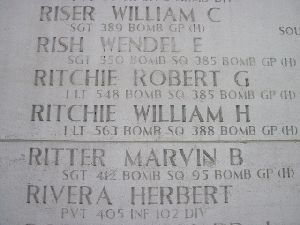 RISER WILLIAM C
SGT 389 BOMB GP (H)
SOU
RISH WENDEL E
SGT 550 BOMB SQ 385 BOMB GP (H)
RITCHIE ROBERT G
1 LT 548 BOMB SQ 385 BOMB GP (H)
RITCHIE WILLIAM H
1 LT 563 BOMB SQ 388 BOMB GP (H)
RITTER MARVIN B
SGT 412 BOMB SQ 95 BOMB GP (H)
RIVERA HERBERT
PVT 405 INF 102 DIV